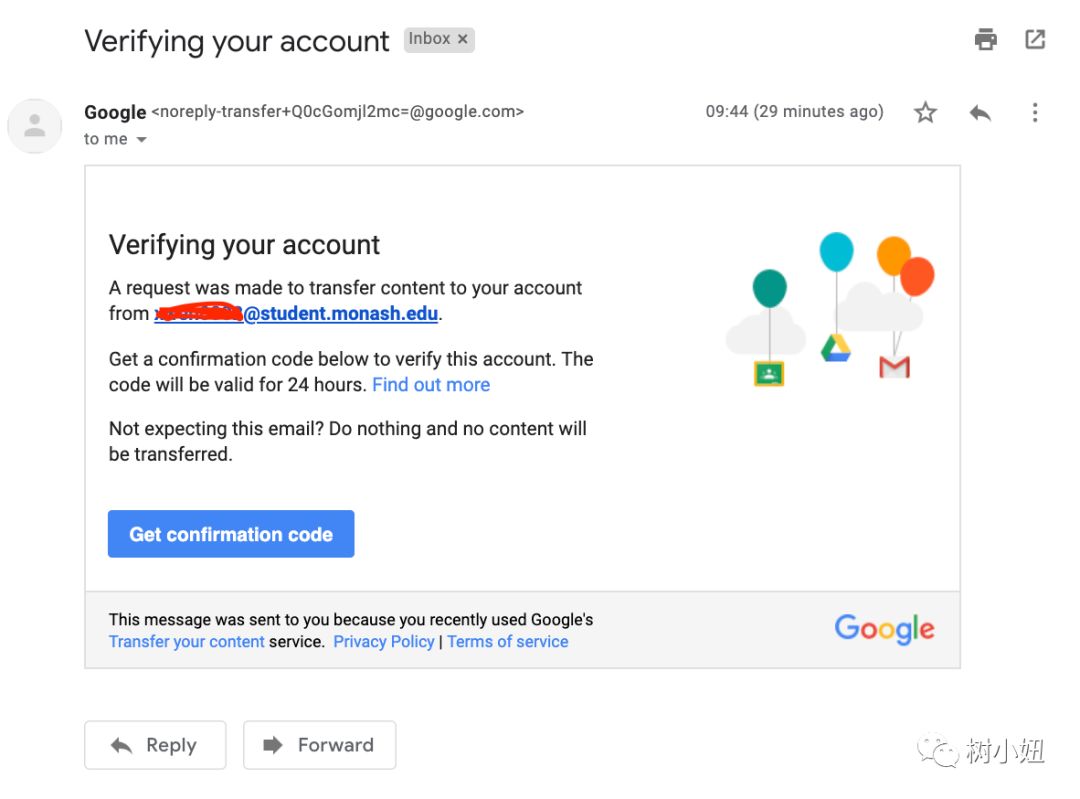 Verifying your account Inbox ×
Google <noreply-transfer+Q0cGomjl2mc=@google.com> 09:44 (29 minutes ago)
to me
Verifying your account
A request was made to transfer content to your account
from @student.monash.edu.
Get a confirmation code below to verify this account. The
code will be valid for 24 hours. Find out more
Not expecting this email? Do nothing and no content will
be transferred.
Get confirmation code
This message was sent to you because you recently used Google's
Transfer your content service. Privacy Policy | Terms of service
Google
Reply Forward
树小妞